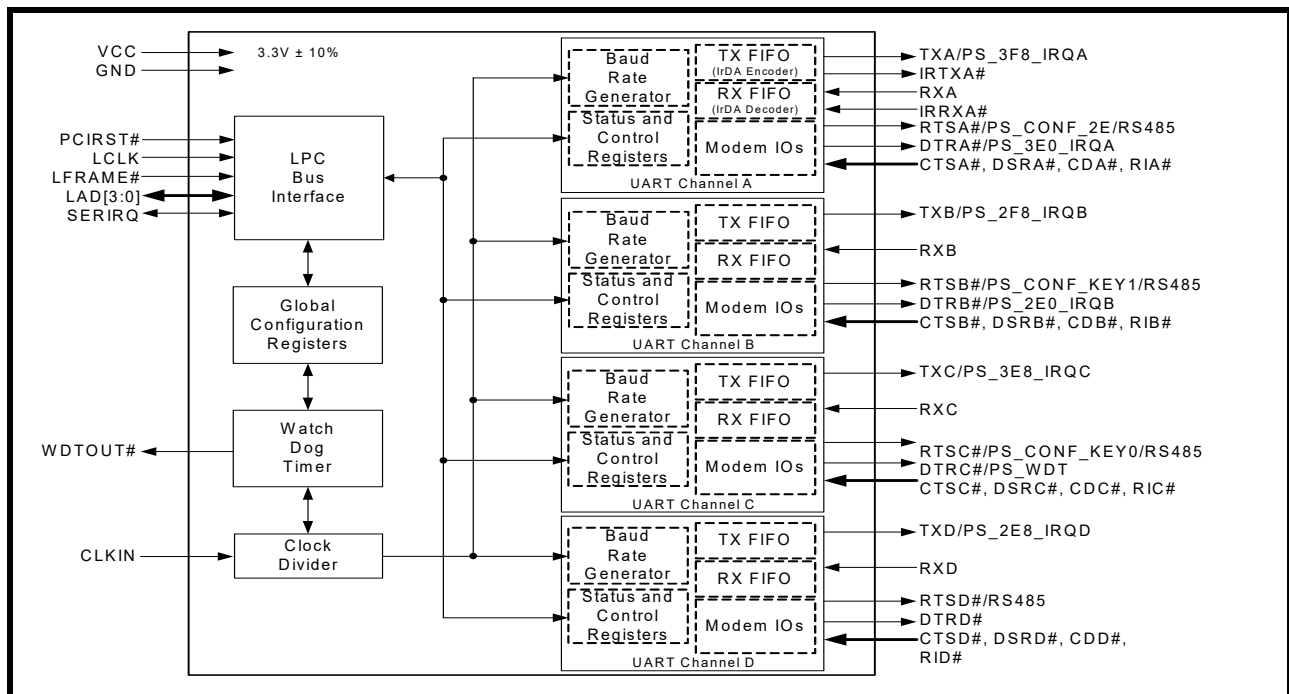 VCC
GND
3.3V ± 10%
PCIRST#
LCLK
LFRAME#
LAD[3:0]
SERIRQ
LPC
Bus
Interface
Global
Configuration
Registers
Watch
Dog
Timer
WDTOUT#
CLKIN
Clock
Divider
Baud
Rate
Generator
TX FIFO
(IrDA Encoder)
RX FIFO
(IrDA Decoder)
Status and
Control
Registers
Modem IOs
UART Channel A
TXA/PS_3F8_IRQA
IRTXA#
RXA
IRRXA#
RTSA#/PS_CONF_2E/RS485
DTRA#/PS_3E0_IRQA
CTSA#, DSRA#, CDA#, RIA#
Baud
Rate
Generator
TX FIFO
RX FIFO
Status and
Control
Registers
Modem IOs
UART Channel B
TXB/PS_2F8_IRQB
RXB
RTSB#/PS_CONF_KEY1/RS485
DTRB#/PS_2E0_IRQB
CTSB#, DSRB#, CDB#, RIB#
Baud
Rate
Generator
TX FIFO
RX FIFO
Status and
Control
Registers
Modem IOs
UART Channel C
TXC/PS_3E8_IRQC
RXC
RTSC#/PS_CONF_KEY0/RS485
DTRC#/PS_WDT
CTSC#, DSRC#, CDC#, RIC#
Baud
Rate
Generator
TX FIFO
RX FIFO
Status and
Control
Registers
Modem IOs
UART Channel D
TXD/PS_2E8_IRQD
RXD
RTSD#/RS485
DTRD#
CTSD#, DSRD#, CDD#,
RID#